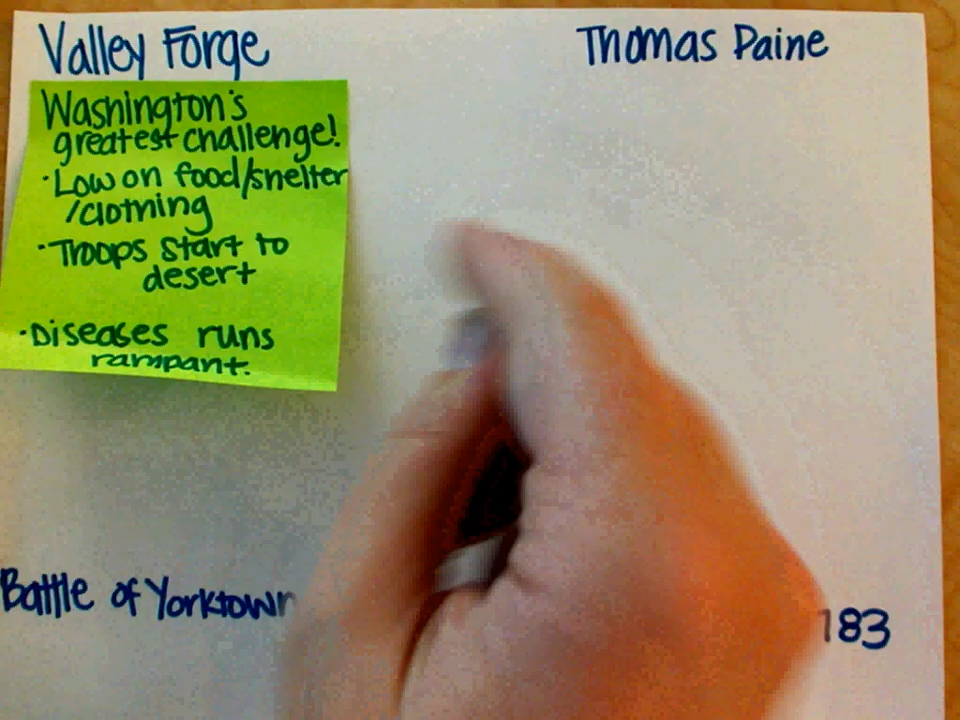 Valley Forge
Thomas Paine
Washington's
greatest challenge!
·Low on food/shelter
/clothing
·Troops start to
desert
·Diseases runs
rampant.
Battle of Yorktown
183